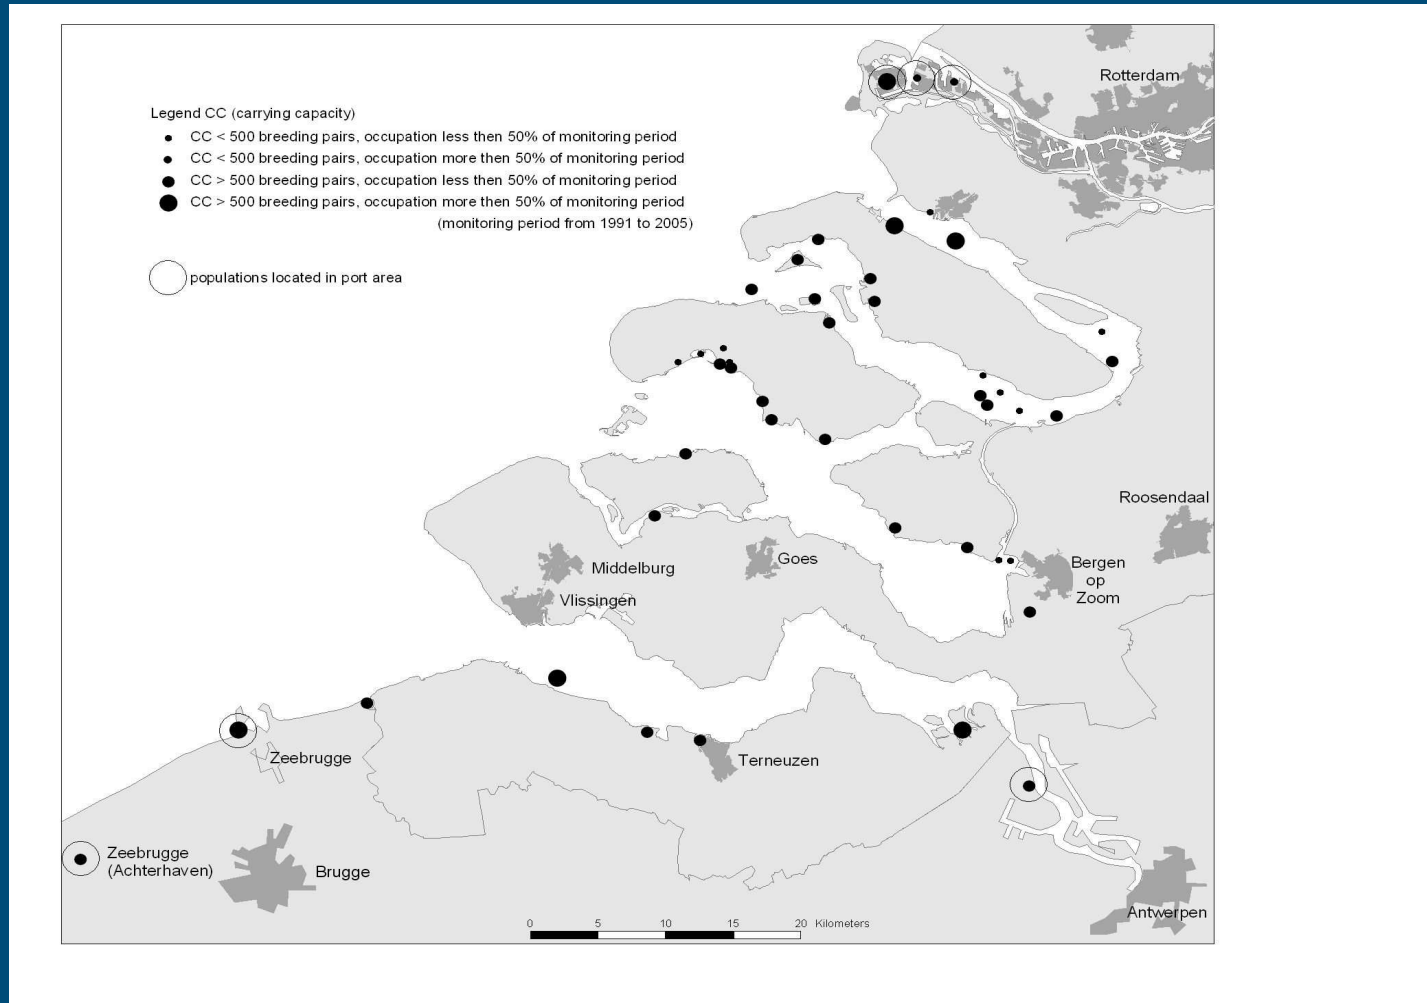 Rotterdam
Legend CC (carrying capacity)
CC < 500 breeding pairs, occupation less then 50% of monitoring period
CC < 500 breeding pairs, occupation more then 50% of monitoring period
CC > 500 breeding pairs, occupation less then 50% of monitoring period
CC > 500 breeding pairs, occupation more then 50% of monitoring period
(monitoring period from 1991 to 2005)
populations located in port area
Roosendaal
Middelburg
Goes
Bergen
op
Zoom
Vlissingen
Zeebrugge
Terneuzen
Zeebrugge
(Achterhaven)
Brugge
Antwerpen
0 5 10 15 20 Kilometers